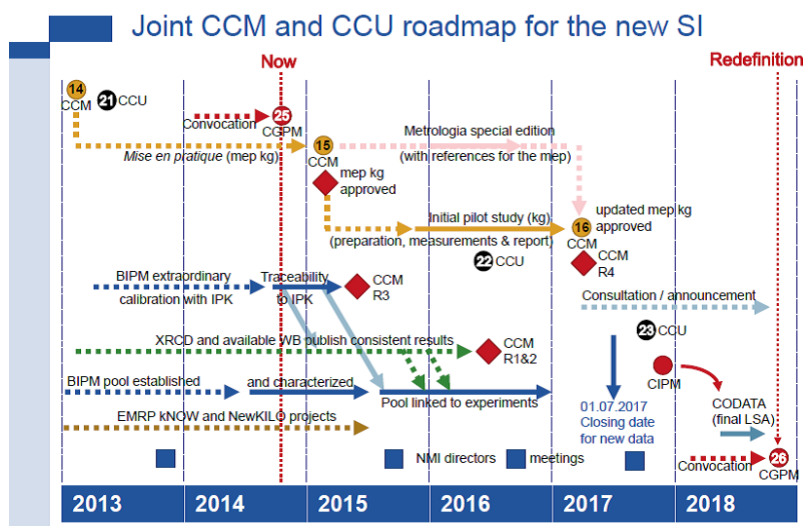 Joint CCM and CCU roadmap for the new SI
Now
Redefinition
14
CCM
21 CCU
Convocation
25
CGPM
Mise en pratique (mep kg)
15
CCM
Metrologia special edition
(with references for the mep)
mep kg
approved
Initial pilot study (kg)
(preparation, measurements & report)
16
CCM
updated mep kg
approved
22 CCU
CCM
R4
BIPM extraordinary
calibration with IPK
Traceability
to IPK
CCM
R3
Consultation / announcement
XRCD and available WB publish consistent results
CCM
R1&2
23 CCU
CIPM
BIPM pool established
and characterized
Pool linked to experiments
01.07.2017
Closing date
for new data
CODATA
(final LSA)
EMRP kNOW and NewKILO projects
NMI directors
meetings
Convocation
26
CGPM
2013
2014
2015
2016
2017
2018